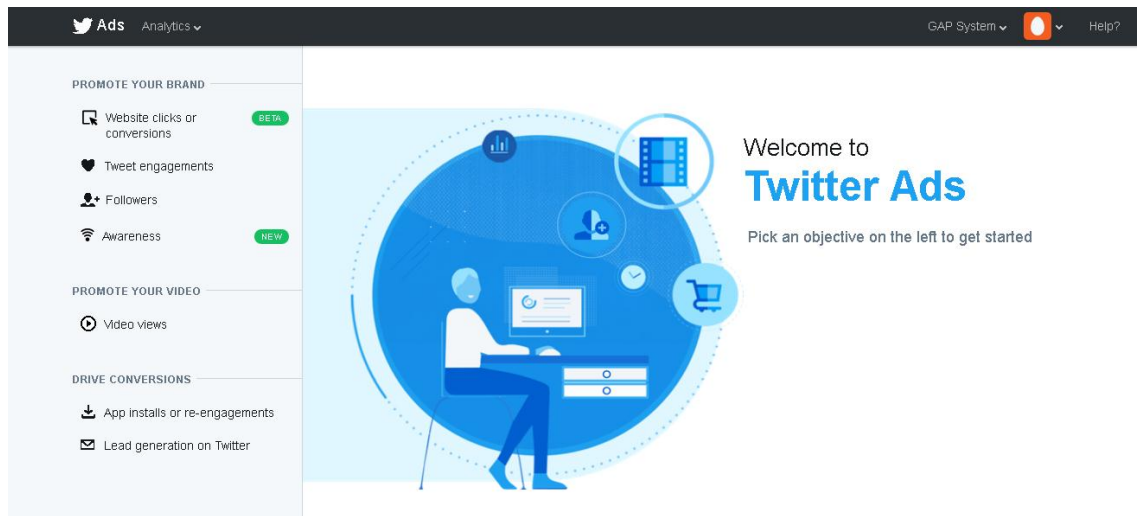 Ads Analytics GAP System Help?
PROMOTE YOUR BRAND
Website clicks or BETA
conversions
Tweet engagements
Followers
Awareness NEW
PROMOTE YOUR VIDEO
Video views
DRIVE CONVERSIONS
App installs or re-engagements
Lead generation on Twitter
Welcome to
Twitter Ads
Pick an objective on the left to get started